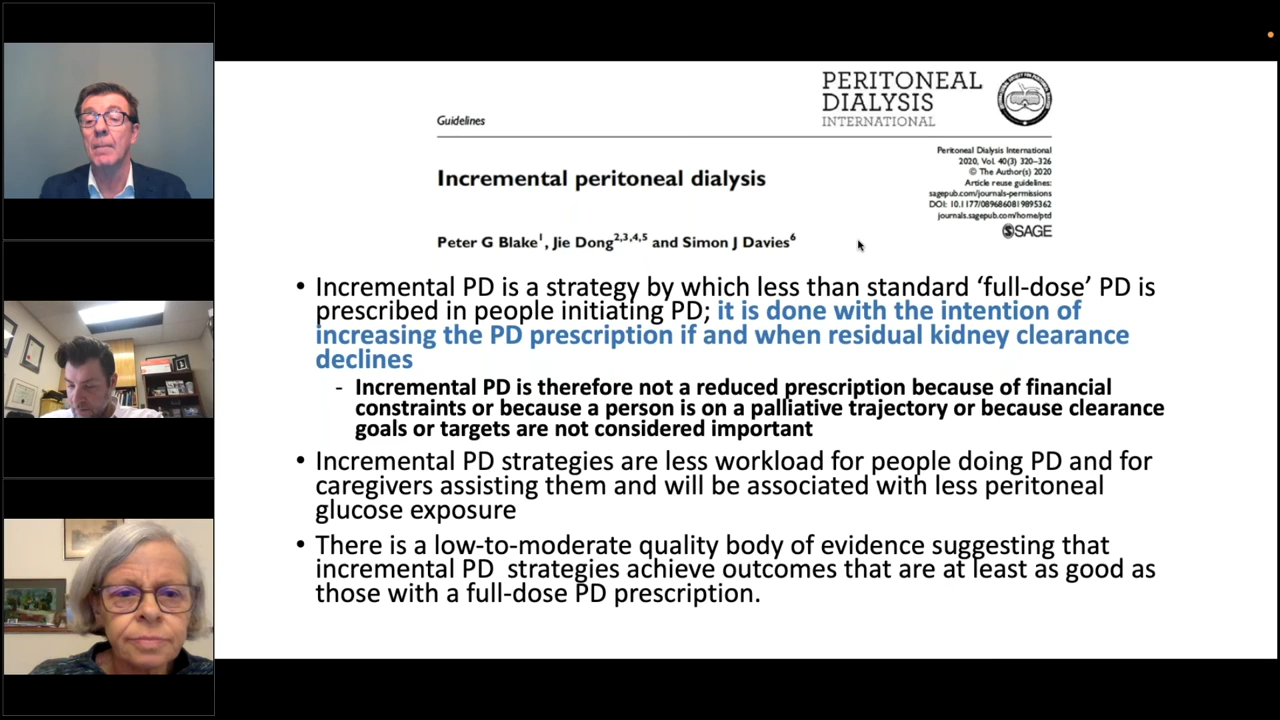 PERITONEAL
DIALYSIS
INTERNATIONAL
Guidelines
Peritoneal Dialysis International
2020, Vol. 40(3) 320–326
© The Author(s) 2020
Article reuse guidelines:
sagepub.com/journals-permissions
DOI: 10.1177/0896860819895362
journals.sagepub.com/home/ptd
SAGE
Incremental peritoneal dialysis
Peter G Blake1, Jie Dong2,3,4,5 and Simon J Davies6
• Incremental PD is a strategy by which less than standard ‘full-dose’ PD is
prescribed in people initiating PD; it is done with the intention of
increasing the PD prescription if and when residual kidney clearance
declines
- Incremental PD is therefore not a reduced prescription because of financial
constraints or because a person is on a palliative trajectory or because clearance
goals or targets are not considered important
• Incremental PD strategies are less workload for people doing PD and for
caregivers assisting them and will be associated with less peritoneal
glucose exposure
• There is a low-to-moderate quality body of evidence suggesting that
incremental PD strategies achieve outcomes that are at least as good as
those with a full-dose PD prescription.